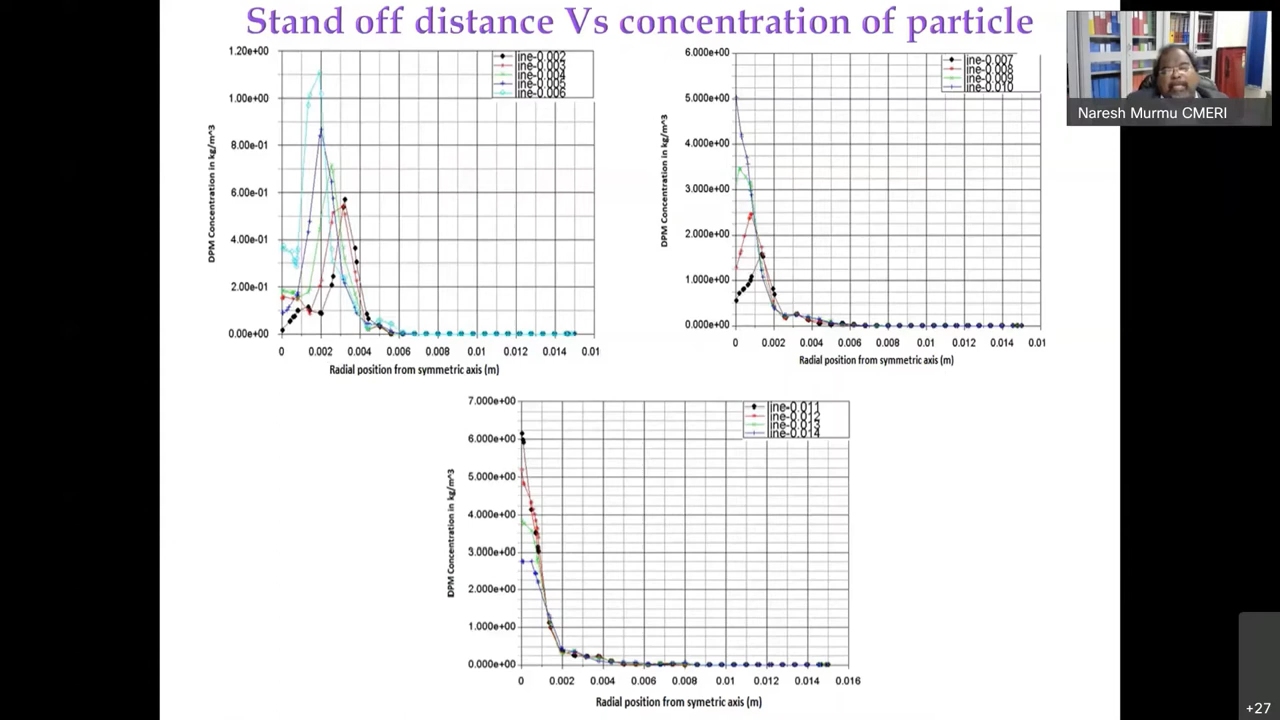 Stand off distance Vs concentration of particle
Naresh Murmu CMERI
1.20e+00
1.00e+00
8.00e-01
6.00e-01
4.00e-01
2.00e-01
0.00e+00
DPM Concentration in kg/m^3
line-0.002
line-0.003
line-0.004
line-0.005
line-0.006
0 0.002 0.004 0.006 0.008 0.01 0.012 0.014 0.01
Radial position from symmetric axis (m)
6.000e+00
5.000e+00
4.000e+00
3.000e+00
2.000e+00
1.000e+00
0.000e+00
DPM Concentration in kg/m^3
line-0.007
line-0.008
line-0.009
line-0.010
0 0.002 0.004 0.006 0.008 0.010 0.012 0.014 0.01
Radial position from symmetric axis (m)
7.000e+00
6.000e+00
5.000e+00
4.000e+00
3.000e+00
2.000e+00
1.000e+00
0.000e+00
DPM Concentration in kg/m^3
line-0.011
line-0.012
line-0.013
line-0.014
0 0.002 0.004 0.006 0.008 0.010 0.012 0.014 0.016
Radial position from symetric axis (m)
+27